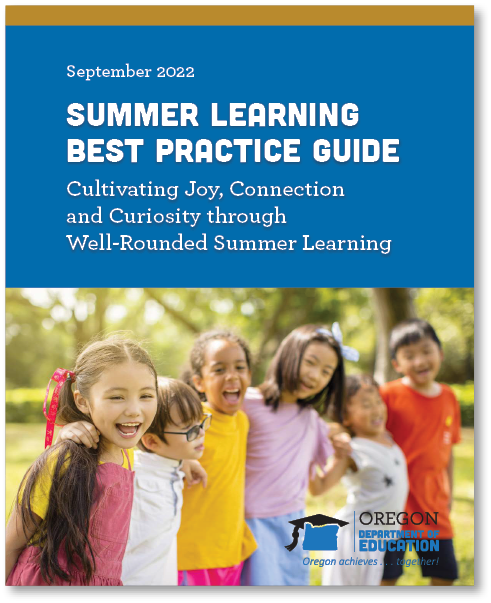 September 2022
SUMMER LEARNING
BEST PRACTICE GUIDE
Cultivating Joy, Connection
and Curiosity through
Well-Rounded Summer Learning
OREGON
DEPARTMENT OF
EDUCATION
Oregon achieves . . . together!